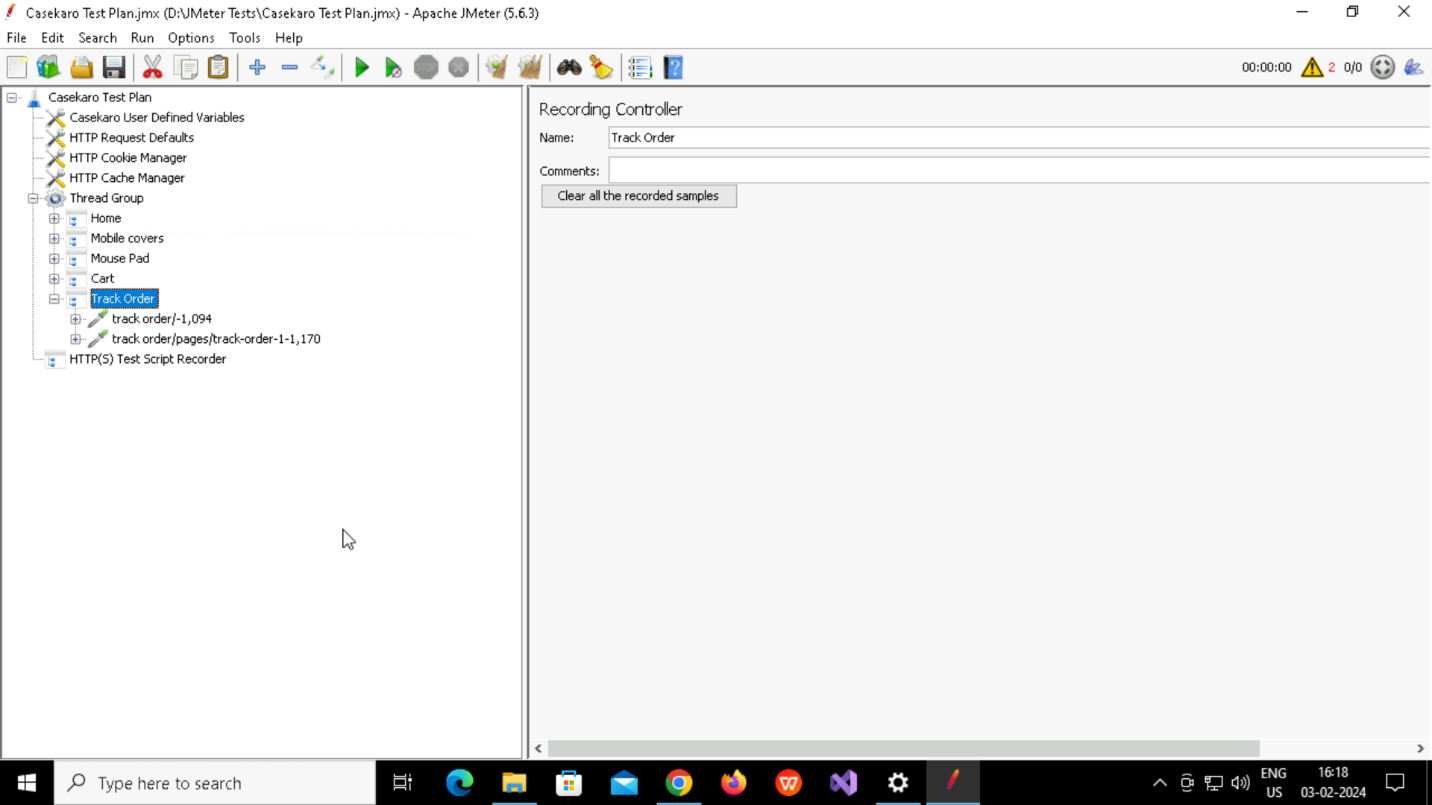 Casekaro Test Plan.jmx (D:\JMeter Tests\Casekaro Test Plan.jmx) - Apache JMeter (5.6.3)
File Edit Search Run Options Tools Help
STOP
00:00:00 2 0/0
Casekaro Test Plan
Casekaro User Defined Variables
HTTP Request Defaults
HTTP Cookie Manager
HTTP Cache Manager
Thread Group
Home
Mobile covers
Mouse Pad
Cart
Track Order
track order/-1,094
track order/pages/track-order-1-1,170
HTTP(S) Test Script Recorder
Recording Controller
Name: Track Order
Comments:
Clear all the recorded samples
Type here to search
ENG
US
16:18
03-02-2024